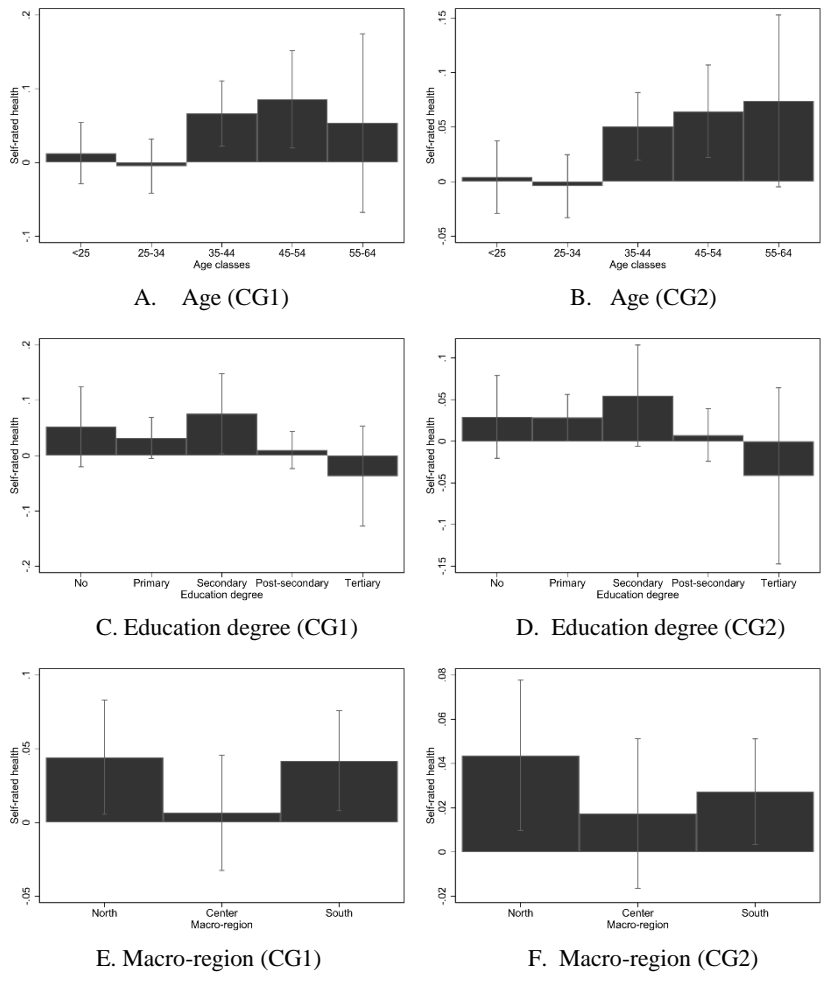 Self-rated health
-.1 0 .1 .2
<25 25-34 35-44 45-54 55-64
Age classes
A. Age (CG1)
Self-rated health
-.05 0 .05 .1 .15
<25 25-34 35-44 45-54 55-64
Age classes
B. Age (CG2)
Self-rated health
-.2 -.1 0 .1 .2
No Primary Secondary Post-secondary Tertiary
Education degree
C. Education degree (CG1)
Self-rated health
-.15 -.1 -.05 0 .05 .1
No Primary Secondary Post-secondary Tertiary
Education degree
D. Education degree (CG2)
Self-rated health
-.05 0 .05 .1
North Center South
Macro-region
E. Macro-region (CG1)
Self-rated health
-.02 0 .02 .04 .06 .08
North Center South
Macro-region
F. Macro-region (CG2)